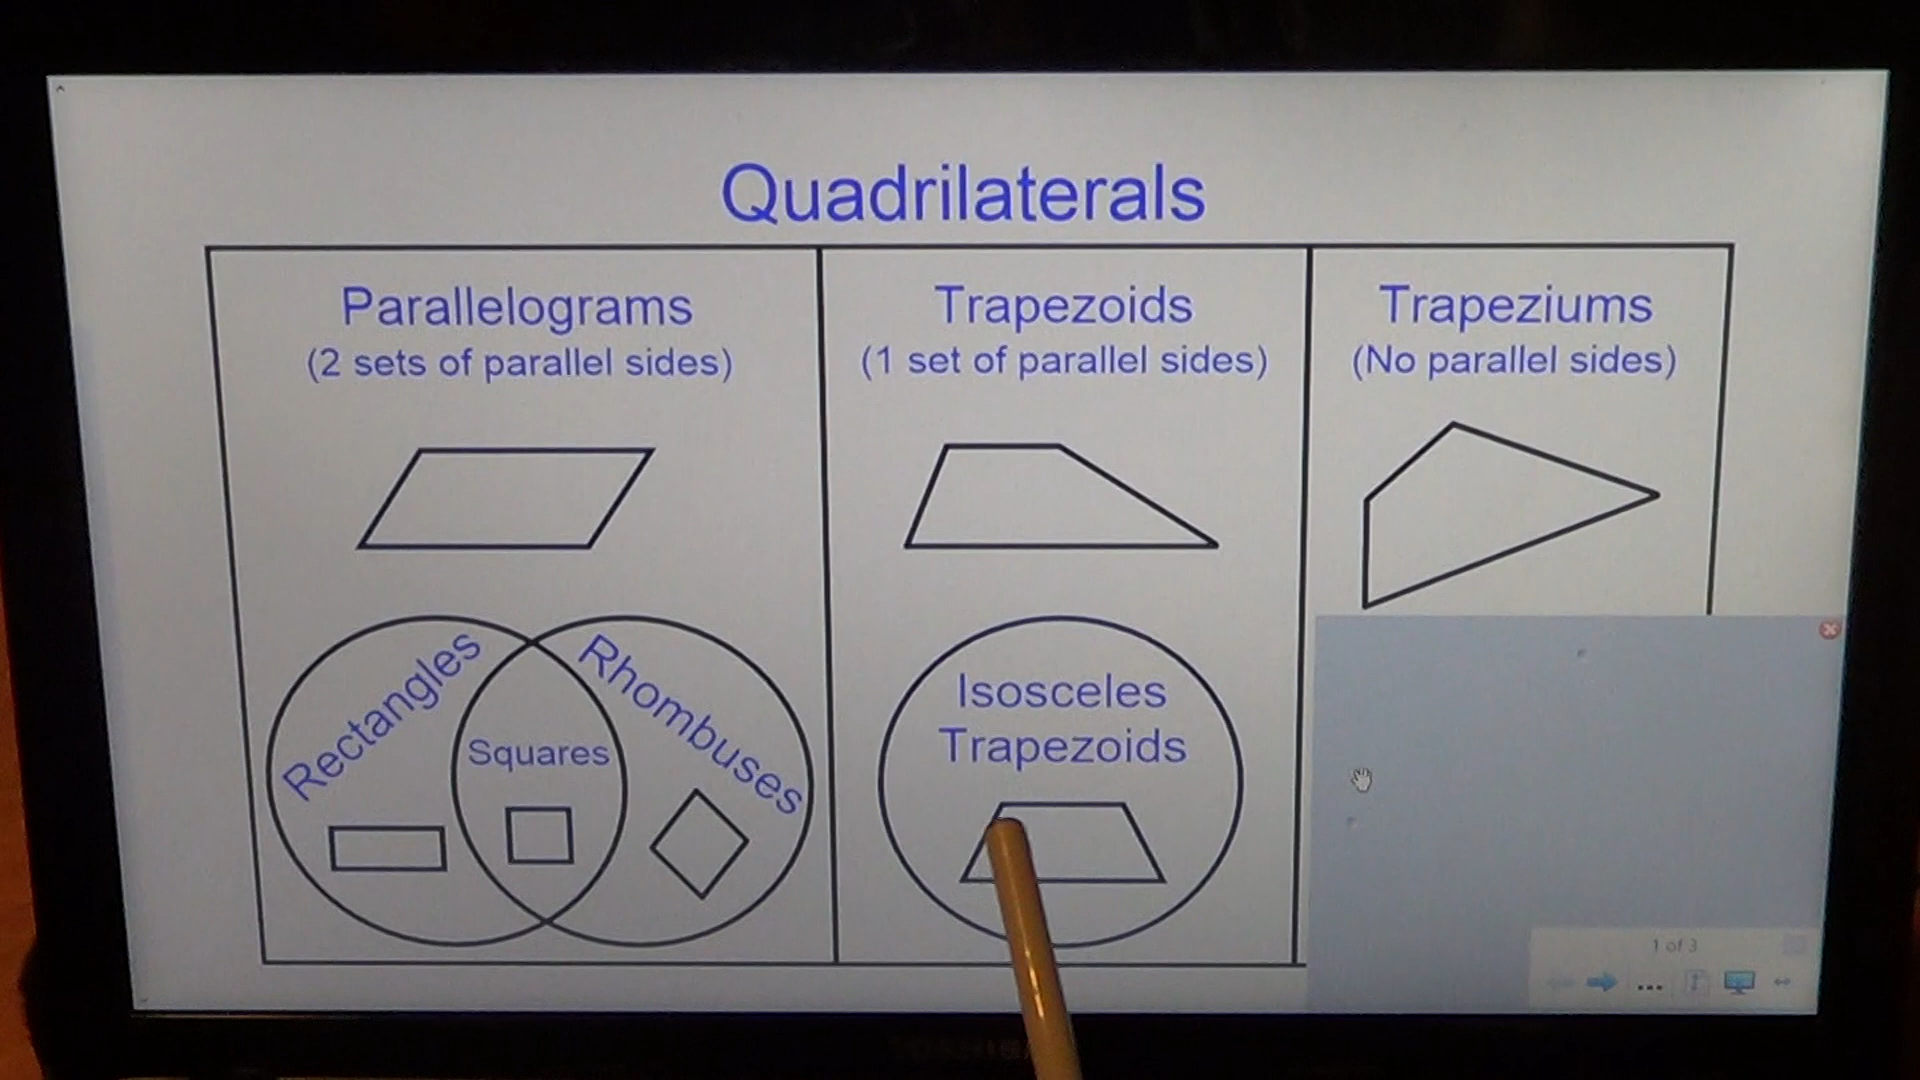 Quadrilaterals
Parallelograms
(2 sets of parallel sides)
Trapezoids
(1 set of parallel sides)
Trapeziums
(No parallel sides)
Rectangles
Squares
Rhombuses
Isosceles
Trapezoids
1 of 3